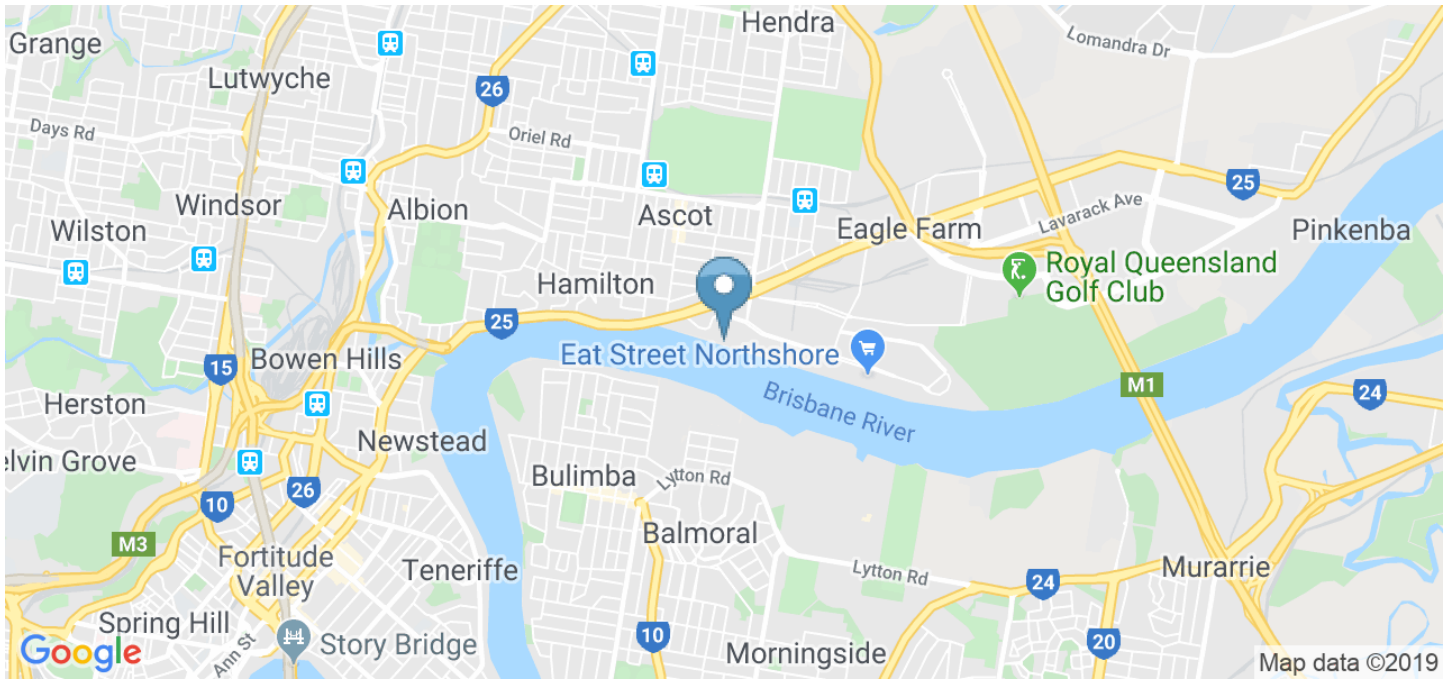 Hendra
Grange
Lomandra Dr
Lutwyche
26
Days Rd
Oriel Rd
25
Windsor
Albion
Ascot
Lavarack Ave
Wilston
Eagle Farm
Pinkenba
Hamilton
Royal Queensland
Golf Club
25
Bowen Hills
Eat Street Northshore
15
M1
24
Herston
Brisbane River
Newstead
elvin Grove
Bulimba
Lytton Rd
26
10
Balmoral
M3
Fortitude
Valley
Teneriffe
Lytton Rd
24
Murarrie
Spring Hill
Ann St
Story Bridge
10
20
Google
Morningside
Map data ©2019